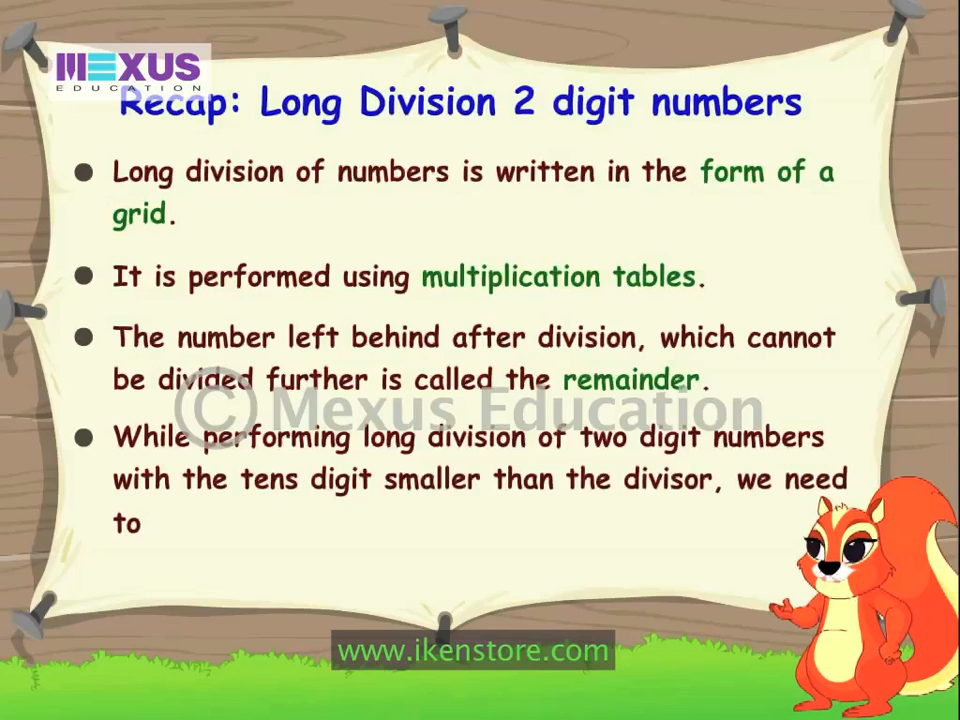 MEXUS
EDUCATION
Recap: Long Division 2 digit numbers
Long division of numbers is written in the form of a
grid.
It is performed using multiplication tables.
The number left behind after division, which cannot
be divided further is called the remainder.
© Mexus Education
While performing long division of two digit numbers
with the tens digit smaller than the divisor, we need
to
www.ikenstore.com